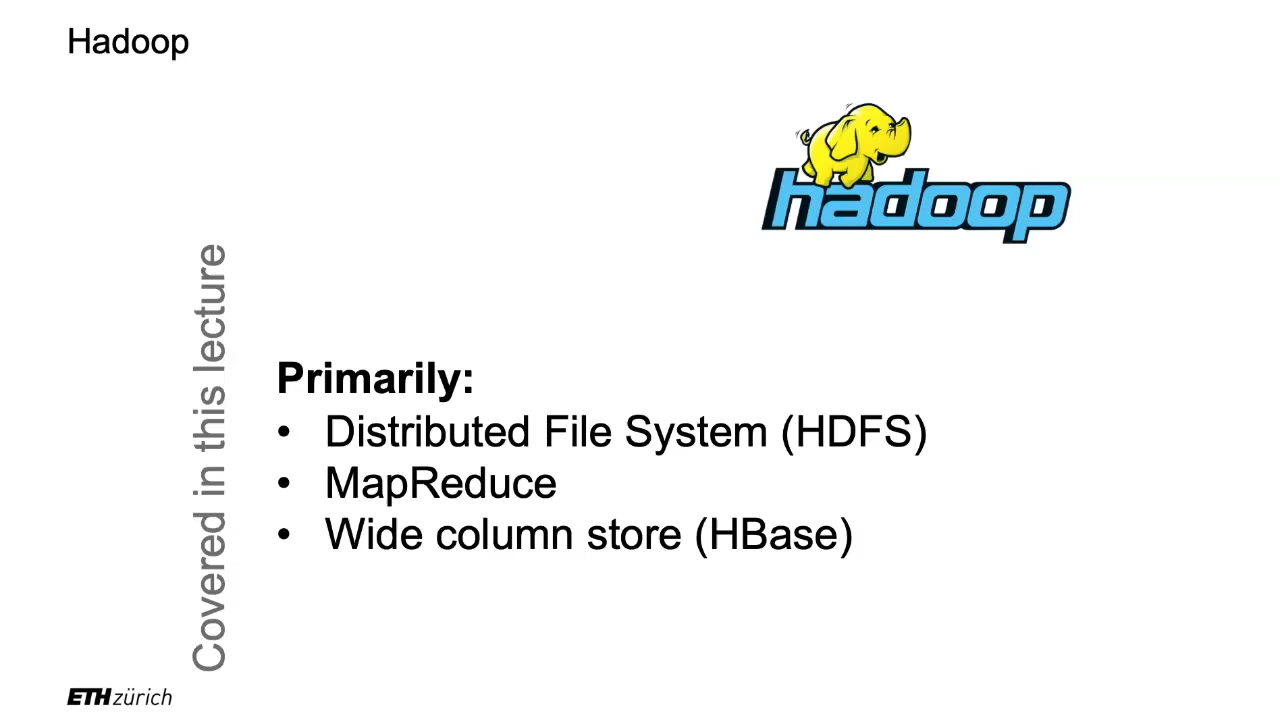 Hadoop
hadoop
Covered in this lecture
Primarily:
• Distributed File System (HDFS)
• MapReduce
• Wide column store (HBase)
ETH zürich